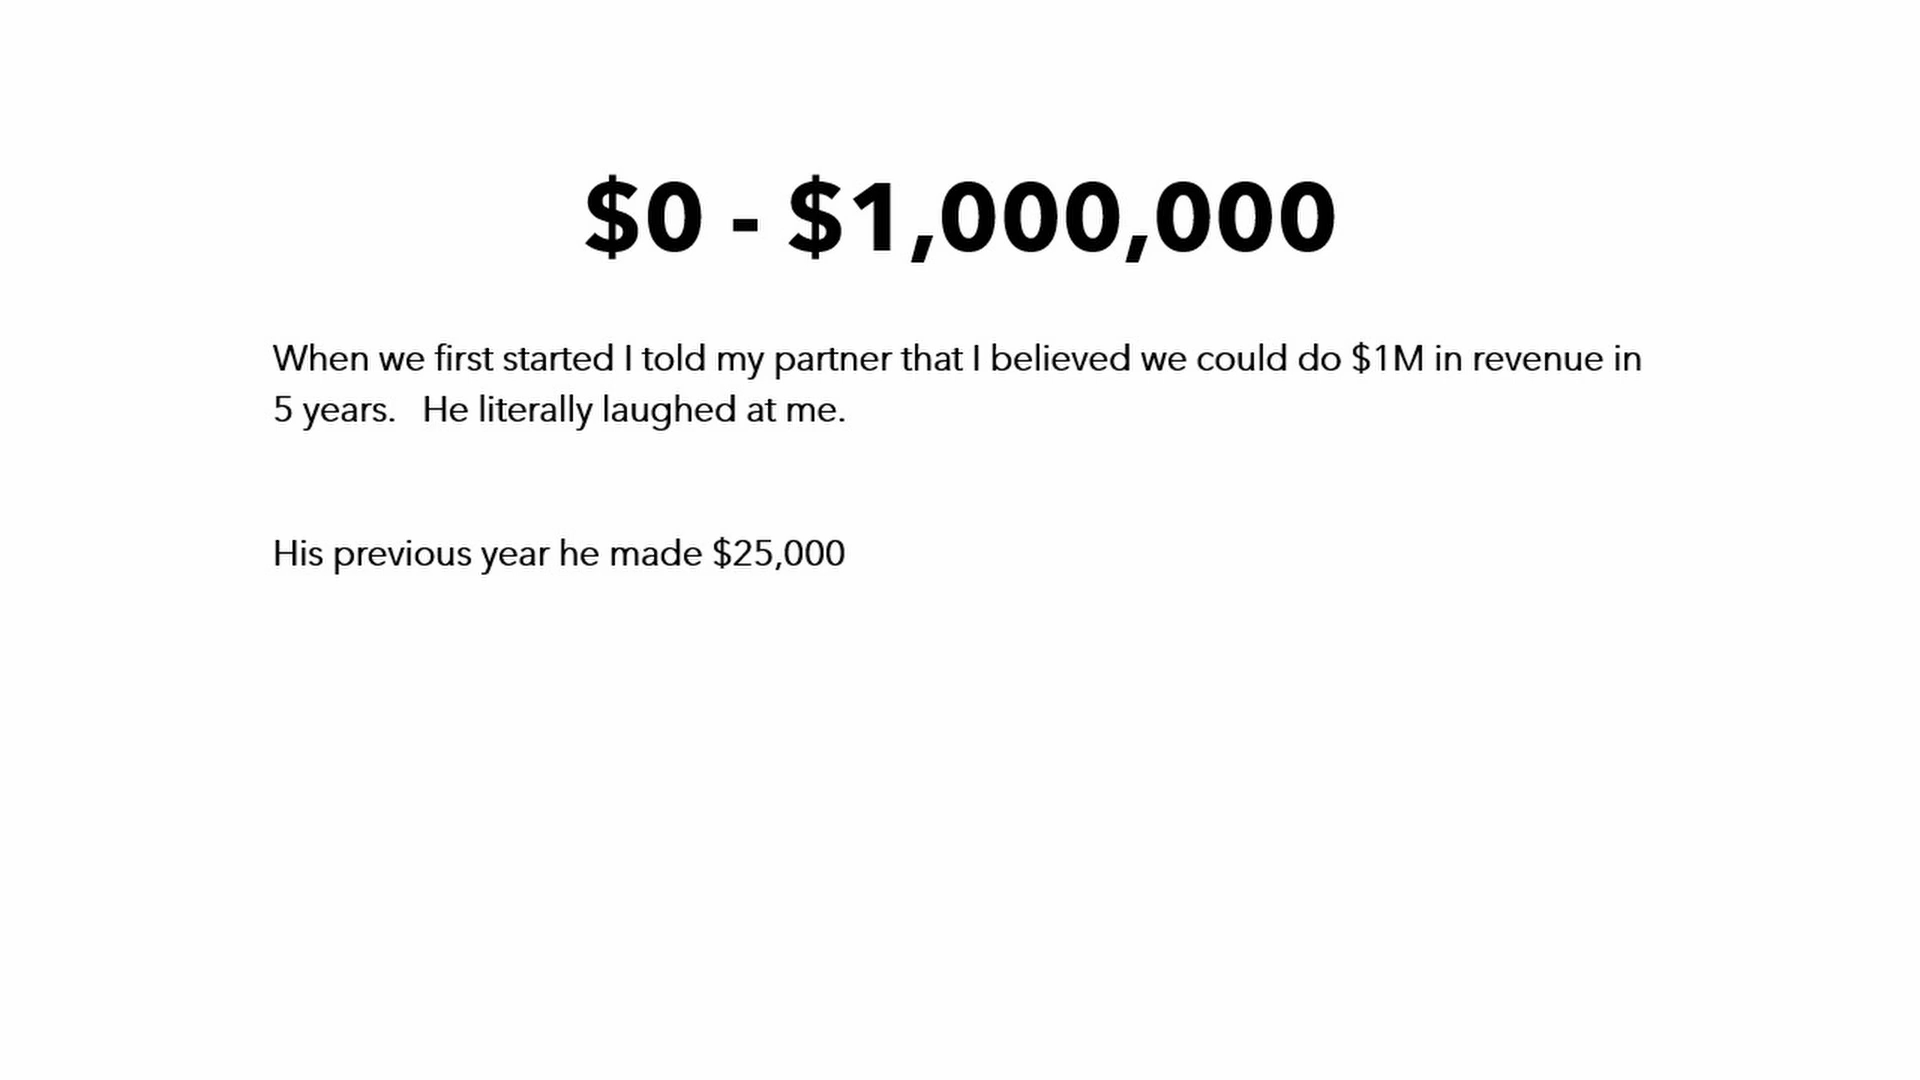 $0 - $1,000,000
When we first started I told my partner that I believed we could do $1M in revenue in
5 years.   He literally laughed at me.
His previous year he made $25,000